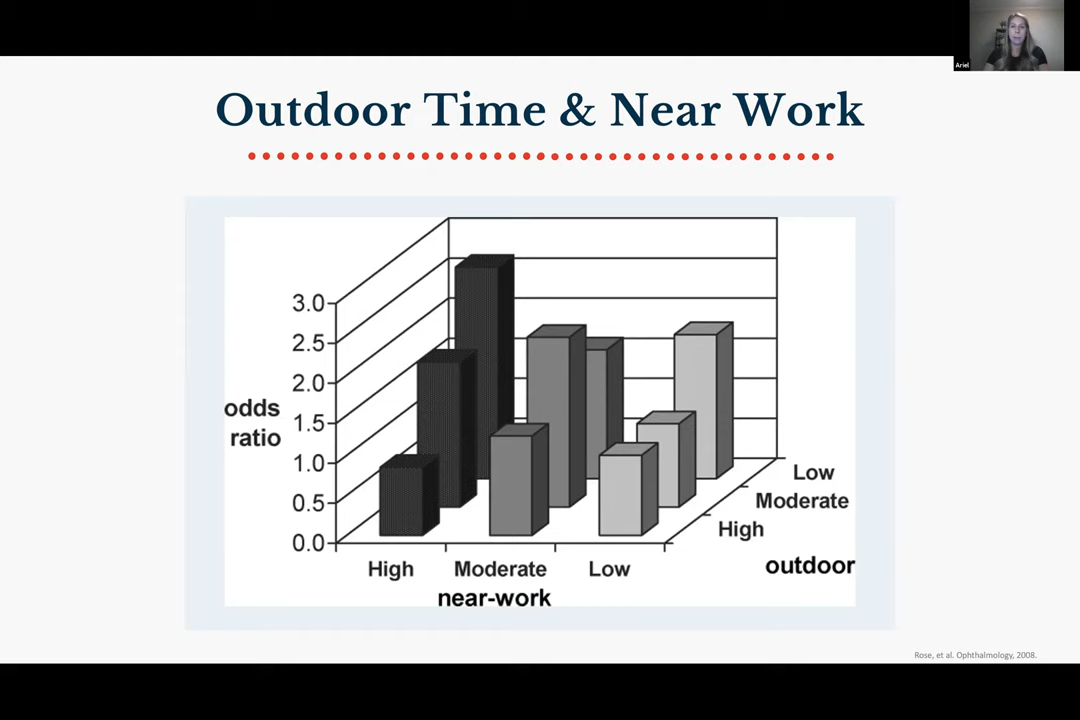 Ariel
Outdoor Time & Near Work
3.0
2.5
2.0
1.5
1.0
0.5
0.0
odds
ratio
High Moderate Low
near-work
Low
Moderate
High
outdoor
Rose, et al. Ophthalmology, 2008.